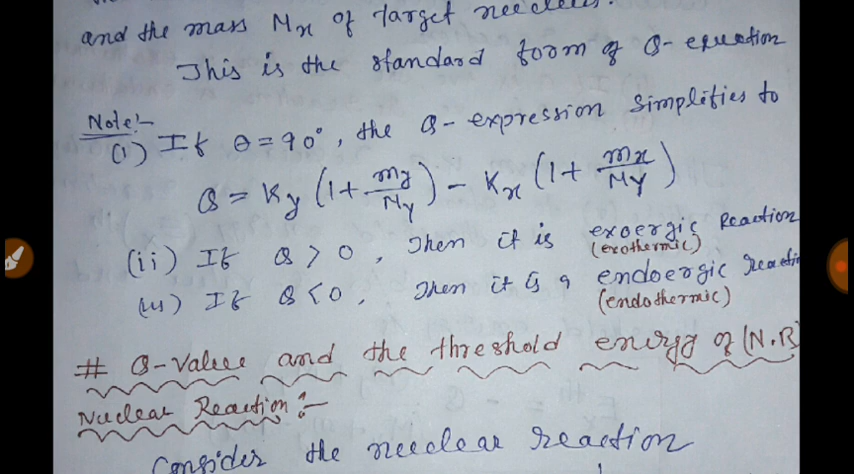 and the mass Mx of target
This is the standard form of Q-equation
Note:-
(i) If θ = 90°, the Q-expression simplifies to
Q = Ky (1 + my/My) - Kx (1 + mx/My)
(ii) If Q > 0, Then it is exoergic Reaction
(exothermic)
(iii) If Q < 0, Then it is a endoergic
(endothermic)
# Q-Value and the threshold energy of (N.R)
Nuclear Reaction:-
Consider the nuclear reaction